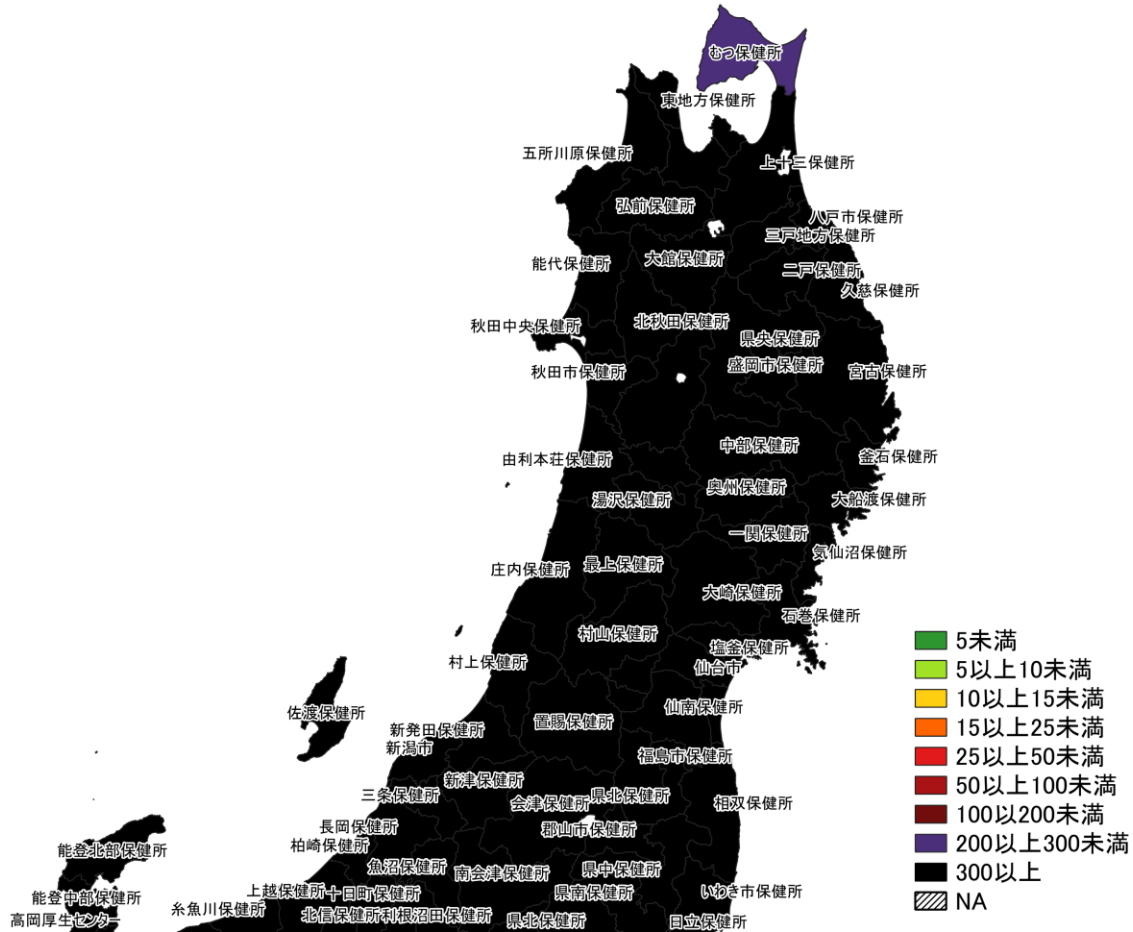 むつ保健所
東地方保健所
五所川原保健所
上十三保健所
弘前保健所
八戸市保健所
三戸地方保健所
大館保健所
能代保健所
二戸保健所
久慈保健所
北秋田保健所
秋田中央保健所
県央保健所
盛岡市保健所
秋田市保健所
宮古保健所
中部保健所
由利本荘保健所
釜石保健所
奥州保健所
湯沢保健所
大船渡保健所
一関保健所
気仙沼保健所
最上保健所
庄内保健所
大崎保健所
石巻保健所
村山保健所
塩釜保健所
村上保健所
仙台市
仙南保健所
佐渡保健所
置賜保健所
新発田保健所
新潟市
福島市保健所
新津保健所
三条保健所
会津保健所
県北保健所
相双保健所
長岡保健所
郡山市保健所
柏崎保健所
能登北部保健所
魚沼保健所
南会津保健所
県中保健所
上越保健所
十日町保健所
県南保健所
いわき市保健所
能登中部保健所
糸魚川保健所
北信保健所
利根沼田保健所
県北保健所
日立保健所
高岡厚生センター
5未満
5以上10未満
10以上15未満
15以上25未満
25以上50未満
50以上100未満
100以200未満
200以上300未満
300以上
NA